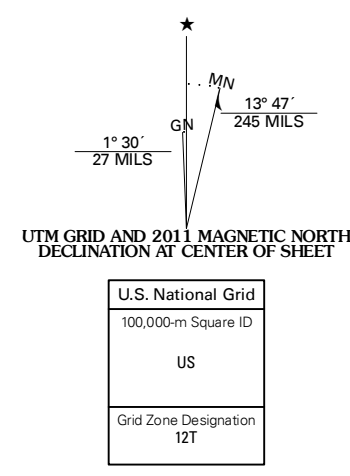 ★
MN
GN
13° 47´
245 MILS
1° 30´
27 MILS
UTM GRID AND 2011 MAGNETIC NORTH
DECLINATION AT CENTER OF SHEET
U.S. National Grid
100,000-m Square ID
US
Grid Zone Designation
12T